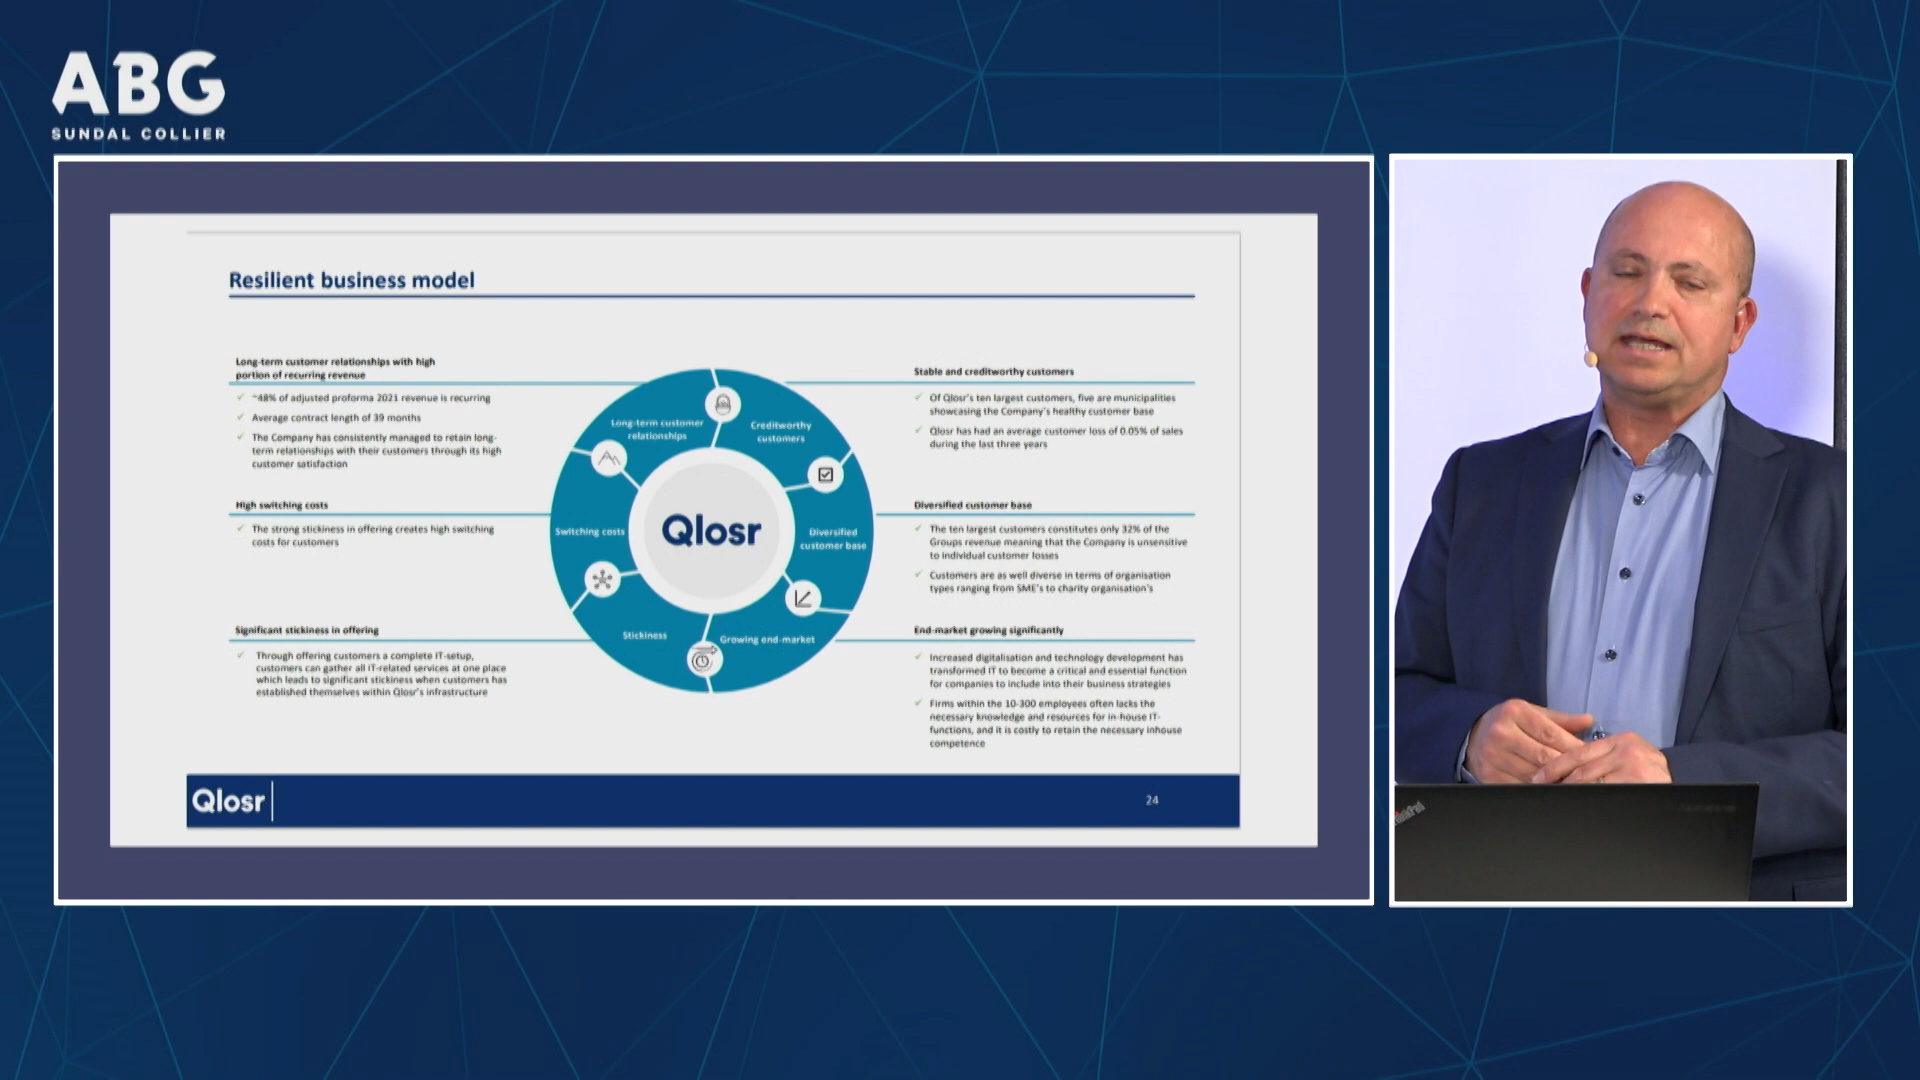 ABG
SUNDAL COLLIER
Resilient business model
Long-term customer relationships with high
portion of recurring revenue
~48% of adjusted proforma 2021 revenue is recurring
Average contract length of 39 months
The Company has consistently managed to retain long-
term relationships with their customers through its high
customer satisfaction
High switching costs
The strong stickiness in offering creates high switching
costs for customers
Significant stickiness in offering
Through offering customers a complete IT-setup,
customers can gather all IT-related services at one place
which leads to significant stickiness when customers has
established themselves within Qlosr's infrastructure
Long-term customer
relationships
Creditworthy
customers
Switching costs
Qlosr
Diversified
customer base
Stickiness
Growing end-market
Stable and creditworthy customers
Of Qlosr's ten largest customers, five are municipalities
showcasing the Company's healthy customer base
Qlosr has had an average customer loss of 0.05% of sales
during the last three years
Diversified customer base
The ten largest customers constitutes only 32% of the
Groups revenue meaning that the Company is unsensitive
to individual customer losses
Customers are as well diverse in terms of organisation
types ranging from SME's to charity organisation's
End-market growing significantly
Increased digitalisation and technology development has
transformed IT to become a critical and essential function
for companies to include into their business strategies
Firms within the 10-300 employees often lacks the
necessary knowledge and resources for in-house IT-
functions, and it is costly to retain the necessary inhouse
competence
Qlosr
24
ThinkPad